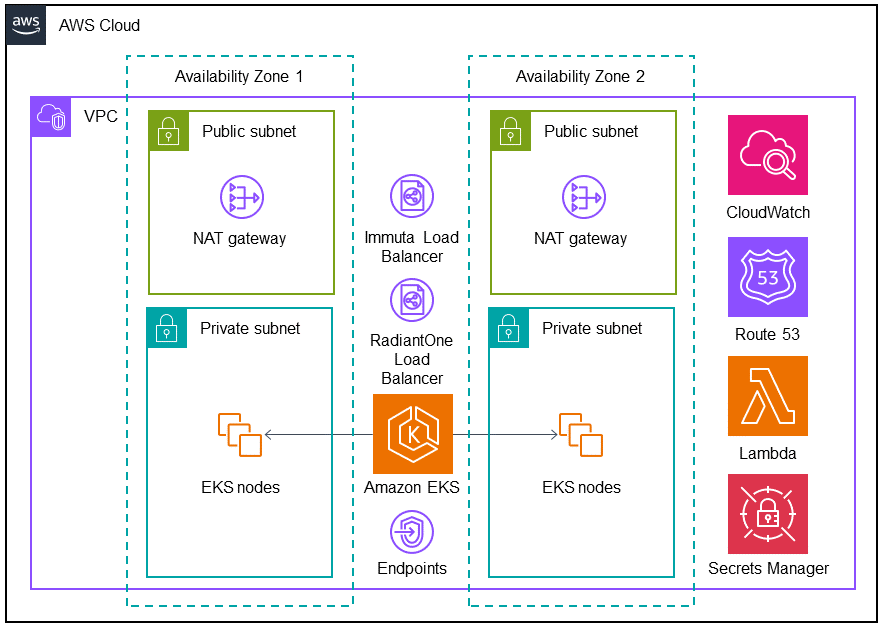 aws
AWS Cloud
Availability Zone 1
Availability Zone 2
VPC
Public subnet
NAT gateway
Private subnet
EKS nodes
Immuta Load
Balancer
RadiantOne
Load
Balancer
K
Amazon EKS
Endpoints
Public subnet
NAT gateway
Private subnet
EKS nodes
CloudWatch
53
Route 53
Lambda
Secrets Manager